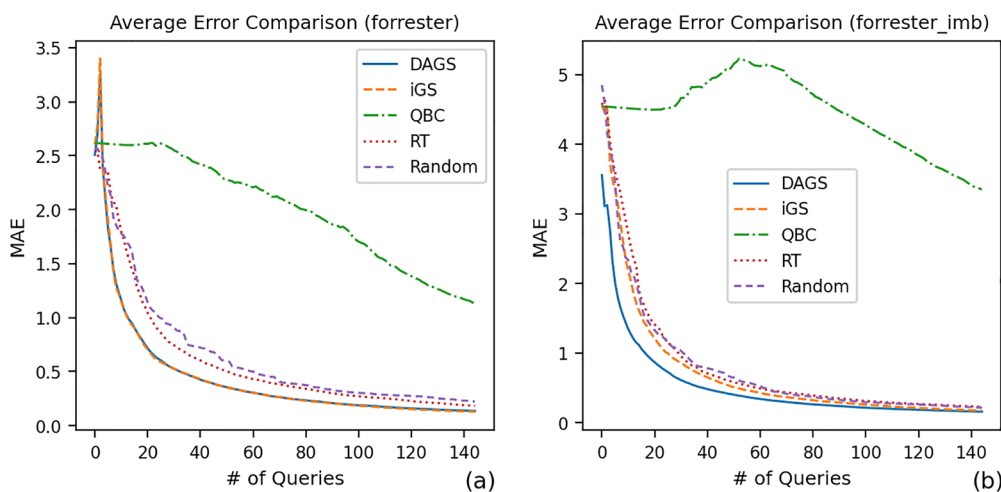 Average Error Comparison (forrester)
3.5
3.0
2.5
2.0
1.5
1.0
0.5
0.0
MAE
DAGS
iGS
QBC
RT
Random
0 20 40 60 80 100 120 140
# of Queries
(a)
Average Error Comparison (forrester_imb)
5
4
3
2
1
0
MAE
DAGS
iGS
QBC
RT
Random
0 20 40 60 80 100 120 140
# of Queries
(b)